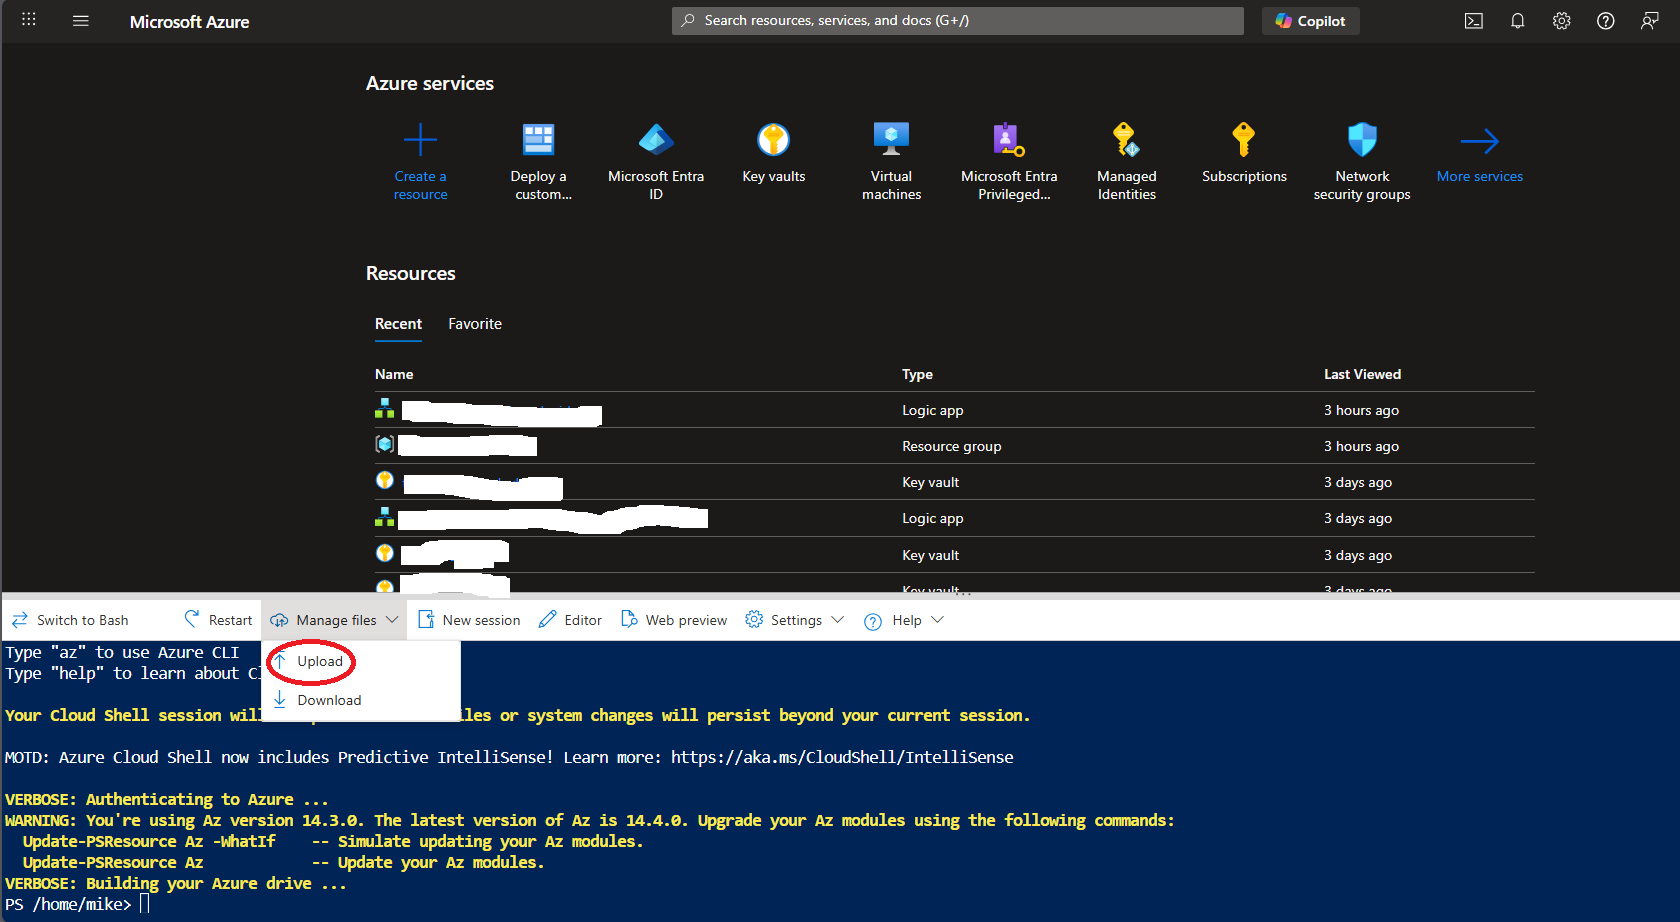 Microsoft Azure
Search resources, services, and docs (G+/)
Copilot
Azure services
Create a
resource
Deploy a
custom...
Microsoft Entra
ID
Key vaults
Virtual
machines
Microsoft Entra
Privileged...
Managed
Identities
Subscriptions
Network
security groups
More services
Resources
Recent Favorite
Name Type Last Viewed
Logic app 3 hours ago
Resource group 3 hours ago
Key vault 3 days ago
Logic app 3 days ago
Key vault 3 days ago
Key vault 3 days ago
Switch to Bash Restart Manage files New session Editor Web preview Settings Help
Upload
Download
Type "az" to use Azure CLI
Type "help" to learn about Cl
Your Cloud Shell session will iles or system changes will persist beyond your current session.
MOTD: Azure Cloud Shell now includes Predictive IntelliSense! Learn more: https://aka.ms/CloudShell/IntelliSense
VERBOSE: Authenticating to Azure ...
WARNING: You're using Az version 14.3.0. The latest version of Az is 14.4.0. Upgrade your Az modules using the following commands:
Update-PSResource Az -WhatIf -- Simulate updating your Az modules.
Update-PSResource Az -- Update your Az modules.
VERBOSE: Building your Azure drive ...
PS /home/mike>